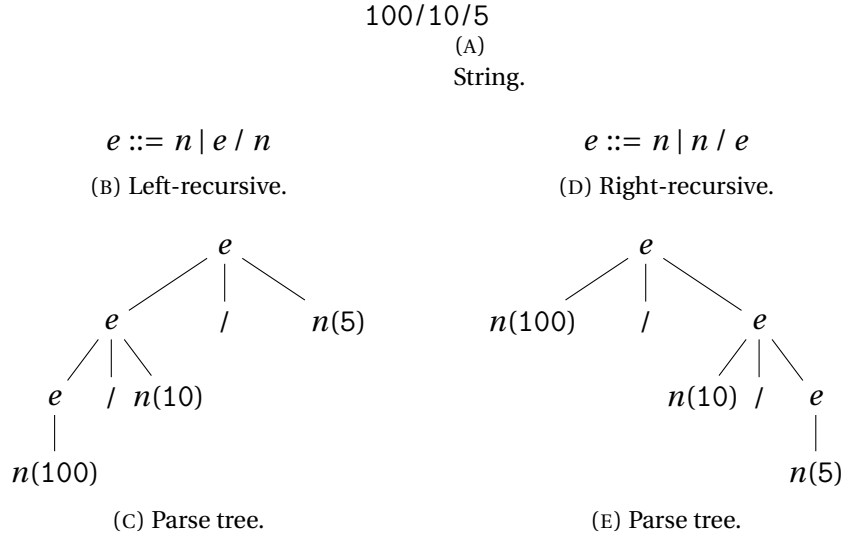 100/10/5
(A)
String.
e ::= n | e / n
(B) Left-recursive.
e ::= n | n / e
(D) Right-recursive.
e
e / n(5)
e / n(10)
n(100)
(C) Parse tree.
e
n(100) / e
n(10) / e
n(5)
(E) Parse tree.